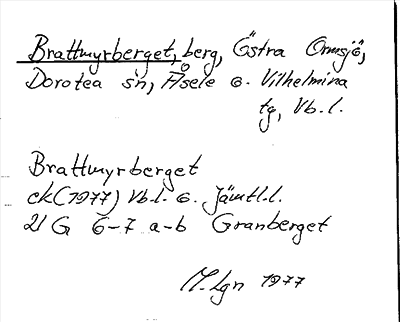 Brattmyrberget, berg, Östra Ormsjö,
Dorotea sn, Åsele o. Vilhelmina
tg, Vb.l.
Brattmyrberget
ek (1977) Vb.l. o. Jämtl.l.
21 G 6-7 a-b Granberget
M. Lgn 1977